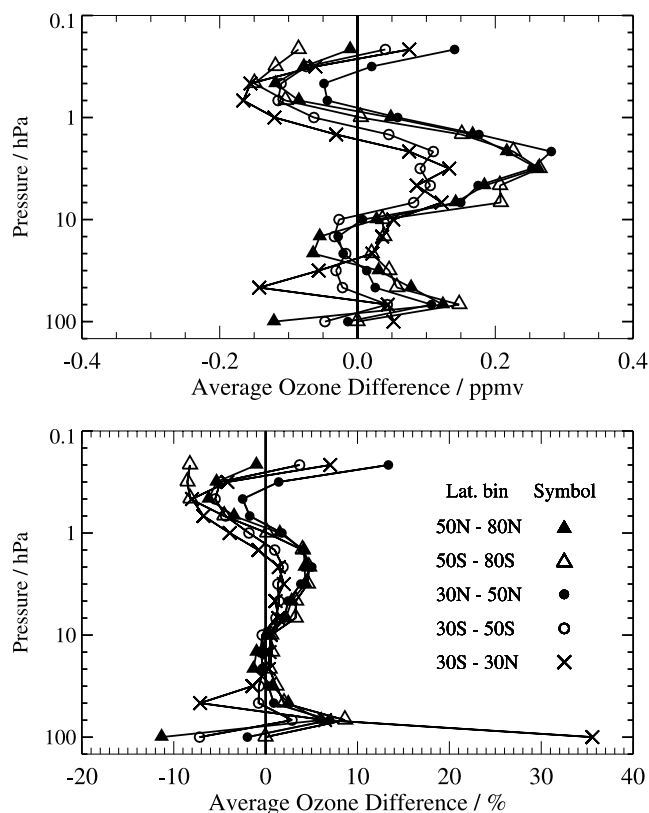 0.1
1.0
10
100
Pressure / hPa
-0.4 -0.2 0.0 0.2 0.4
Average Ozone Difference / ppmv
0.1
1.0
10
100
Pressure / hPa
Lat. bin Symbol
50N - 80N
50S - 80S
30N - 50N
30S - 50S
30S - 30N
-20 -10 0 10 20 30 40
Average Ozone Difference / %